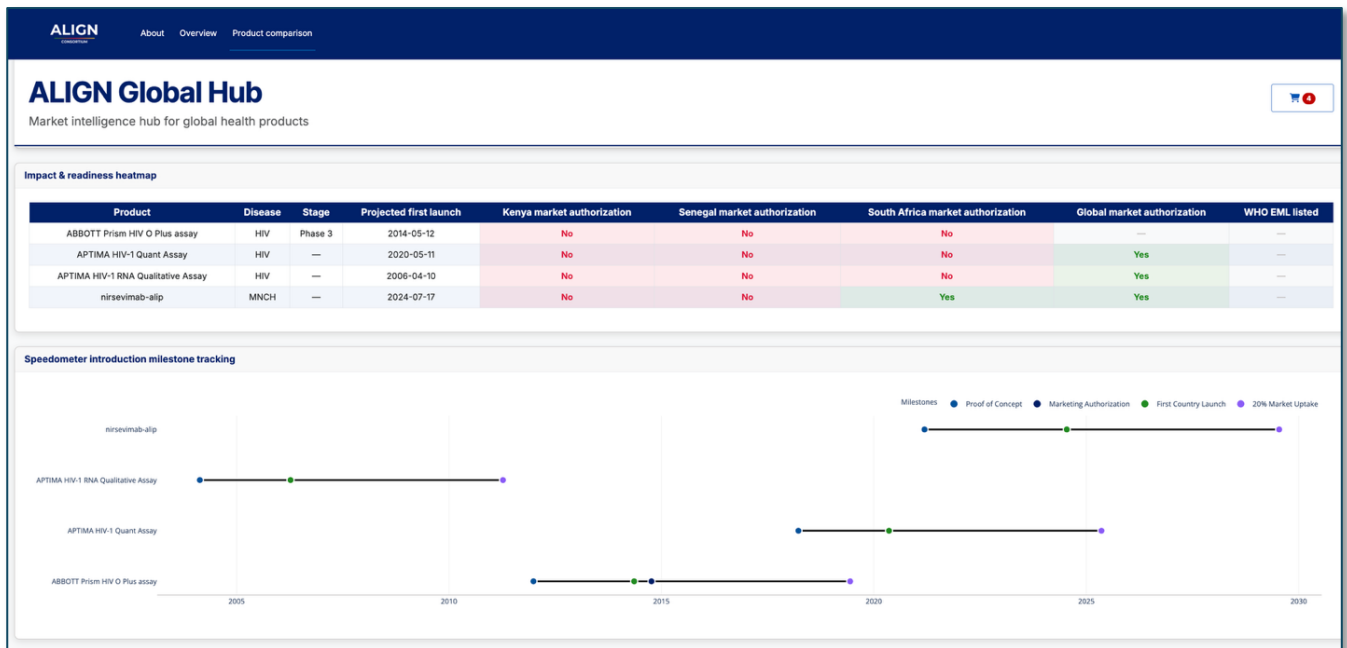 ALIGN
CONSORTIUM
About Overview Product comparison
ALIGN Global Hub
4
Market intelligence hub for global health products
Impact & readiness heatmap
Product Disease Stage Projected first launch Kenya market authorization Senegal market authorization South Africa market authorization Global market authorization WHO EML listed
ABBOTT Prism HIV O Plus assay HIV Phase 3 2014-05-12 No No No — —
APTIMA HIV-1 Quant Assay HIV — 2020-05-11 No No No Yes —
APTIMA HIV-1 RNA Qualitative Assay HIV — 2006-04-10 No No No Yes —
nirsevimab-alip MNCH — 2024-07-17 No No Yes Yes —
Speedometer introduction milestone tracking
Milestones Proof of Concept Marketing Authorization First Country Launch 20% Market Uptake
nirsevimab-alip
APTIMA HIV-1 RNA Qualitative Assay
APTIMA HIV-1 Quant Assay
ABBOTT Prism HIV O Plus assay
2005 2010 2015 2020 2025 2030